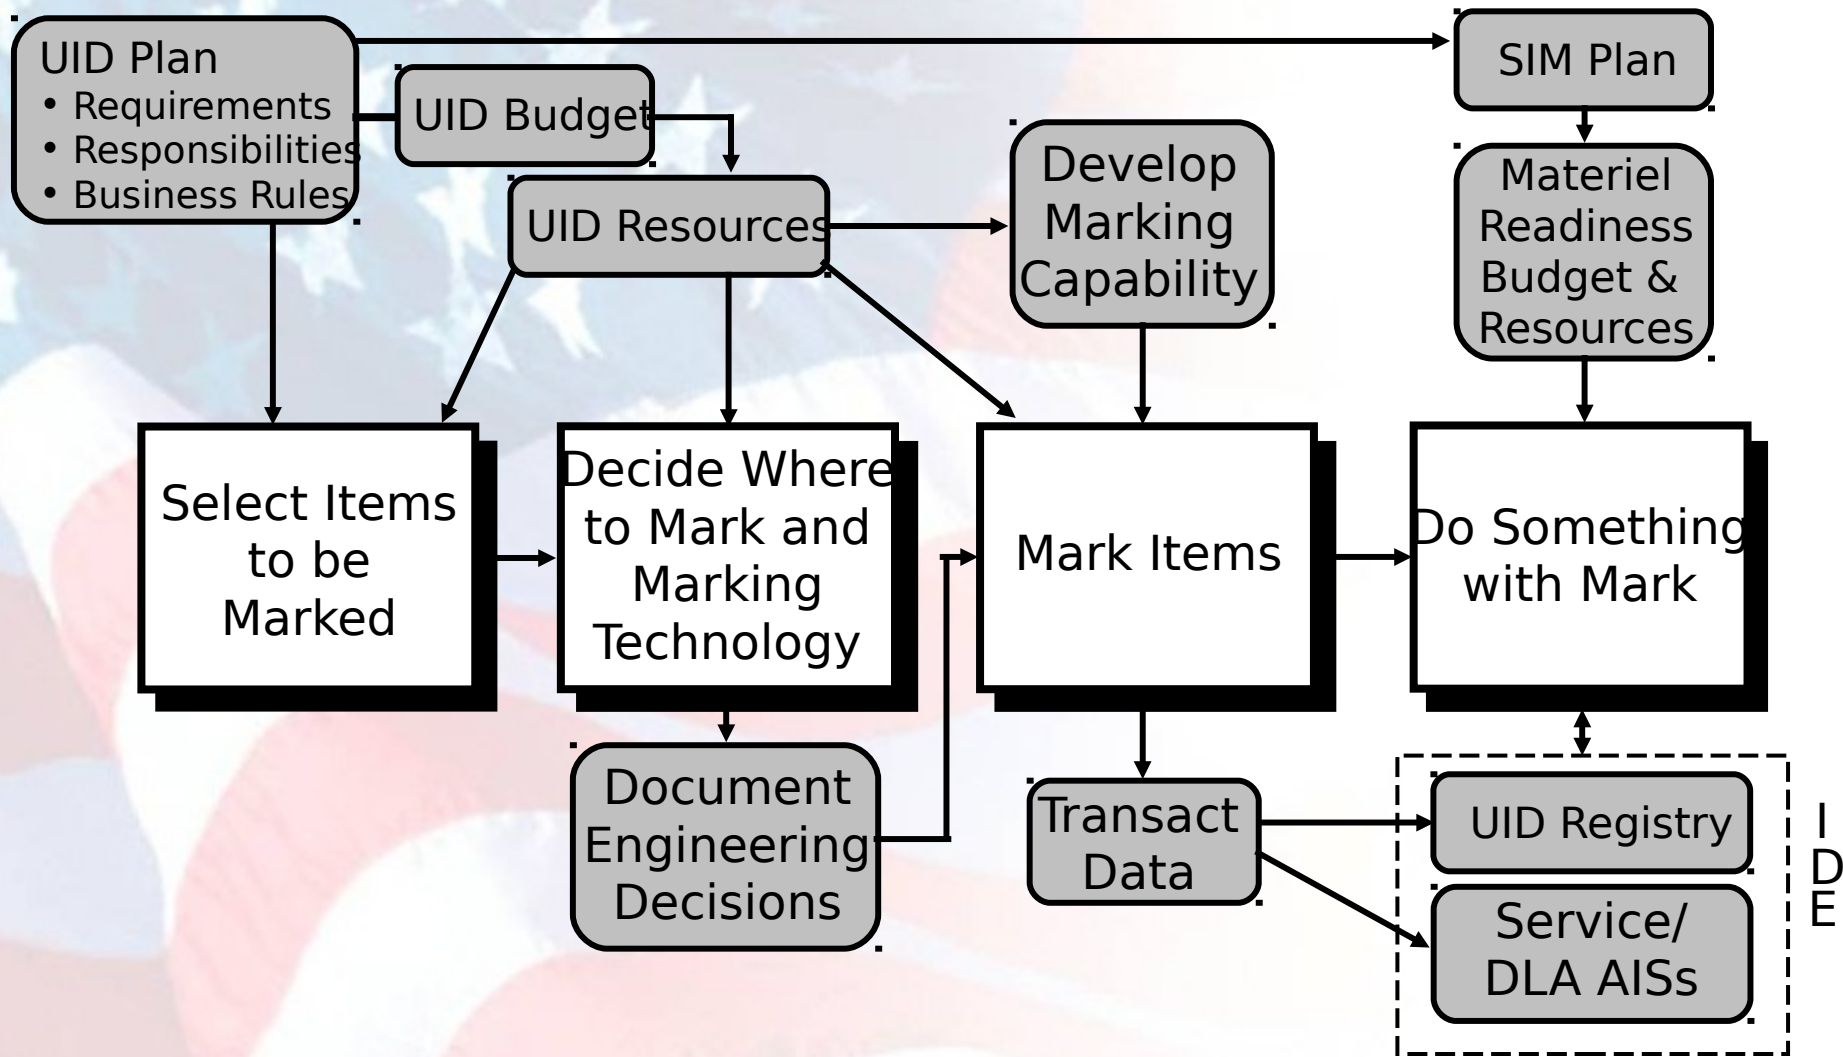 UID Plan
• Requirements
• Responsibilities
• Business Rules
UID Budget
UID Resources
Develop
Marking
Capability
SIM Plan
Materiel
Readiness
Budget &
Resources
Select Items
to be
Marked
Decide Where
to Mark and
Marking
Technology
Mark Items
Do Something
with Mark
Document
Engineering
Decisions
Transact
Data
UID Registry
Service/
DLA AISs
I
D
E